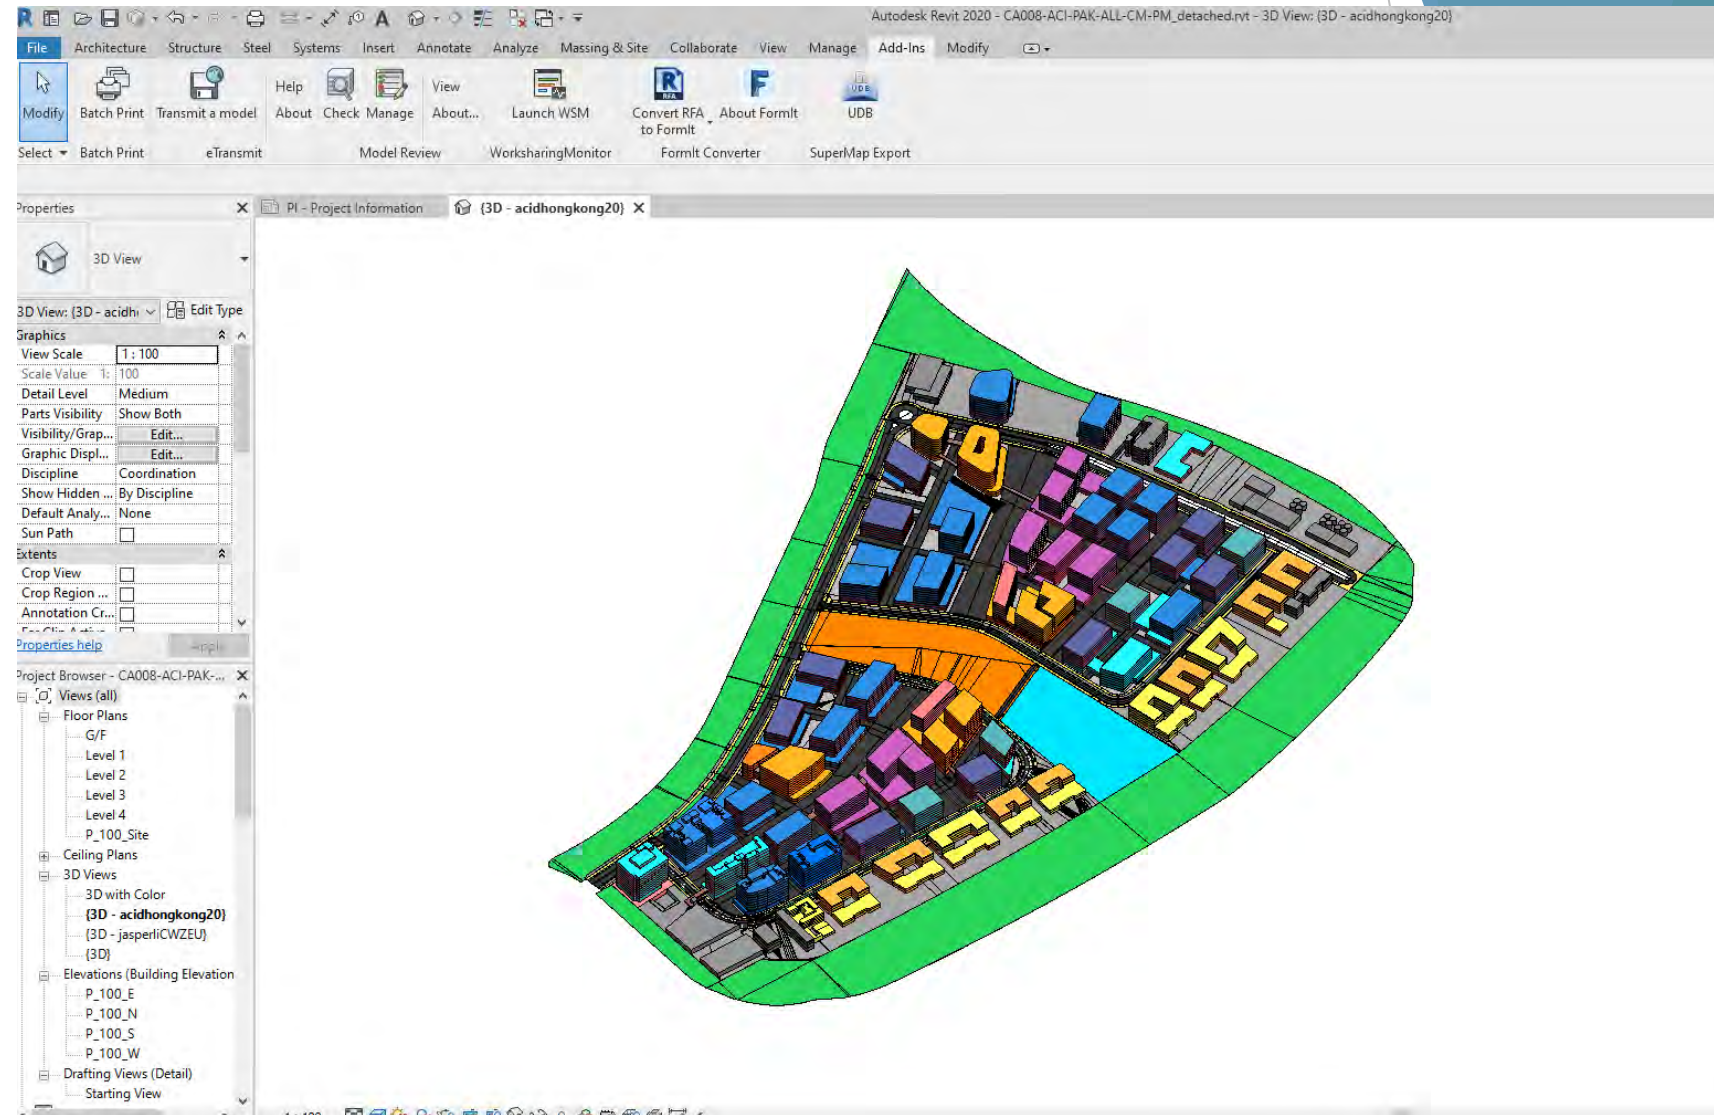 Autodesk Revit 2020 - CA008-ACI-PAK-ALL-CM-PM_detached.rvt - 3D View: {3D - acidhongkong20}
File Architecture Structure Steel Systems Insert Annotate Analyze Massing & Site Collaborate View Manage Add-Ins Modify
Help View
Modify Batch Print Transmit a model About Check Manage About... Launch WSM Convert RFA to FormIt About FormIt UDB
Select Batch Print eTransmit Model Review WorksharingMonitor FormIt Converter SuperMap Export
Properties
PI - Project Information {3D - acidhongkong20}
3D View
3D View: {3D - acidh Edit Type
Graphics
View Scale 1 : 100
Scale Value 1: 100
Detail Level Medium
Parts Visibility Show Both
Visibility/Grap... Edit...
Graphic Displ... Edit...
Discipline Coordination
Show Hidden ... By Discipline
Default Analy... None
Sun Path
Extents
Crop View
Crop Region ...
Annotation Cr...
Properties help Apply
Project Browser - CA008-ACI-PAK-...
Views (all)
Floor Plans
G/F
Level 1
Level 2
Level 3
Level 4
P_100_Site
Ceiling Plans
3D Views
3D with Color
{3D - acidhongkong20}
{3D - jasperliCWZEU}
{3D}
Elevations (Building Elevation
P_100_E
P_100_N
P_100_S
P_100_W
Drafting Views (Detail)
Starting View